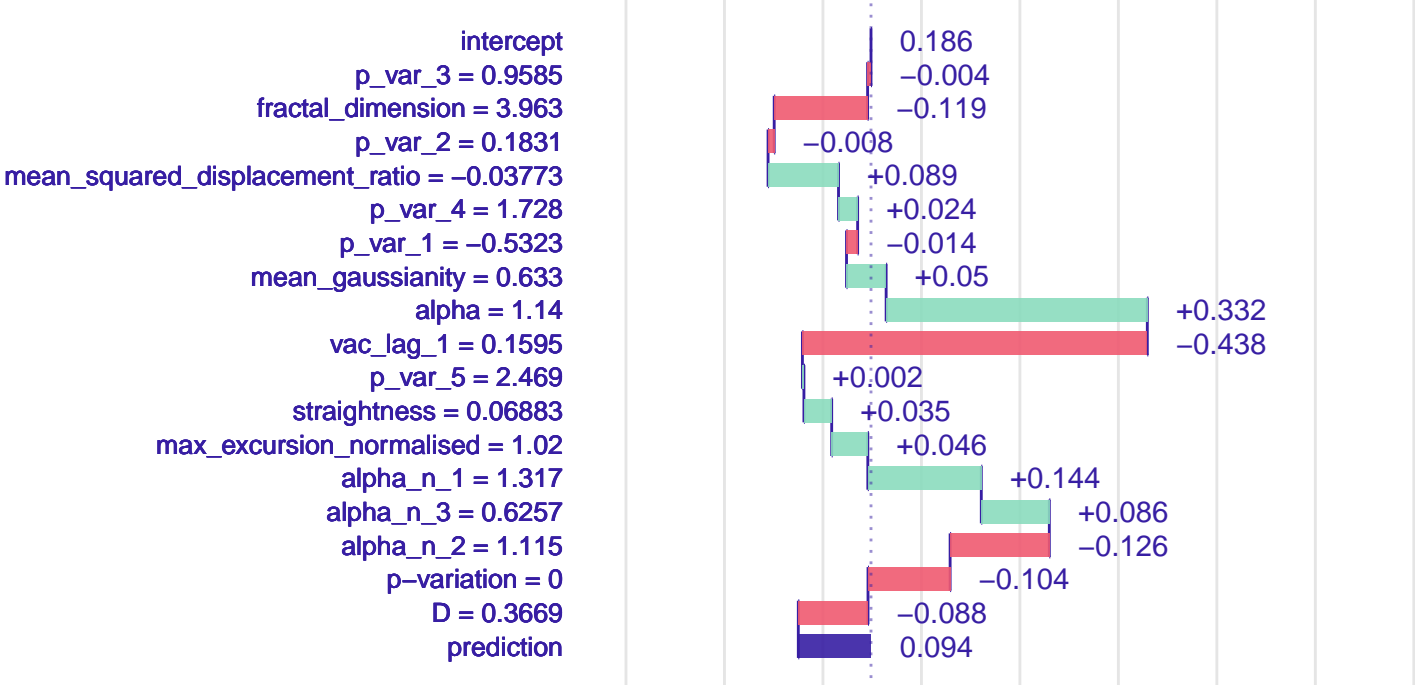 intercept 0.186
p_var_3 = 0.9585 −0.004
fractal_dimension = 3.963 −0.119
p_var_2 = 0.1831 −0.008
mean_squared_displacement_ratio = −0.03773 +0.089
p_var_4 = 1.728 +0.024
p_var_1 = −0.5323 −0.014
mean_gaussianity = 0.633 +0.05
alpha = 1.14 +0.332
vac_lag_1 = 0.1595 −0.438
p_var_5 = 2.469 +0.002
straightness = 0.06883 +0.035
max_excursion_normalised = 1.02 +0.046
alpha_n_1 = 1.317 +0.144
alpha_n_3 = 0.6257 +0.086
alpha_n_2 = 1.115 −0.126
p−variation = 0 −0.104
D = 0.3669 −0.088
prediction 0.094